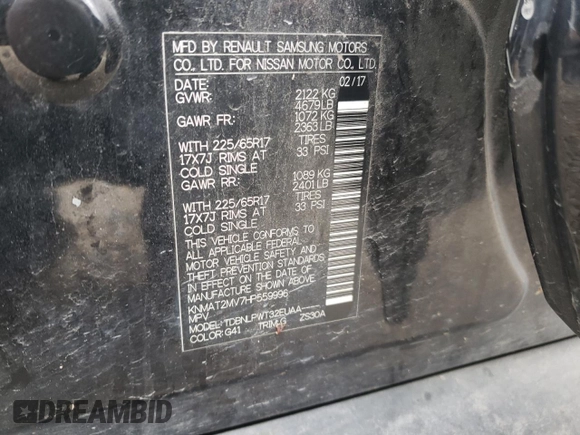 MFD BY RENAULT SAMSUNG MOTORS
CO., LTD. FOR NISSAN MOTOR CO., LTD.
DATE: 02/17
GVWR: 2122 KG
4679 LB
GAWR FR: 1072 KG
2363 LB
WITH 225/65R17 TIRES
17X7J RIMS AT 33 PSI
COLD SINGLE
GAWR RR: 1089 KG
2401 LB
WITH 225/65R17 TIRES
17X7J RIMS AT 33 PSI
COLD SINGLE
THIS VEHICLE CONFORMS TO
ALL APPLICABLE FEDERAL
MOTOR VEHICLE SAFETY AND
THEFT PREVENTION STANDARDS
IN EFFECT ON THE DATE OF
MANUFACTURE SHOWN ABOVE
KNMAT2MV7HP559996
MPV
MODEL: TDBNLPWT32EUAA
COLOR: G41 TRIM: G ZS30A
DREAMBID